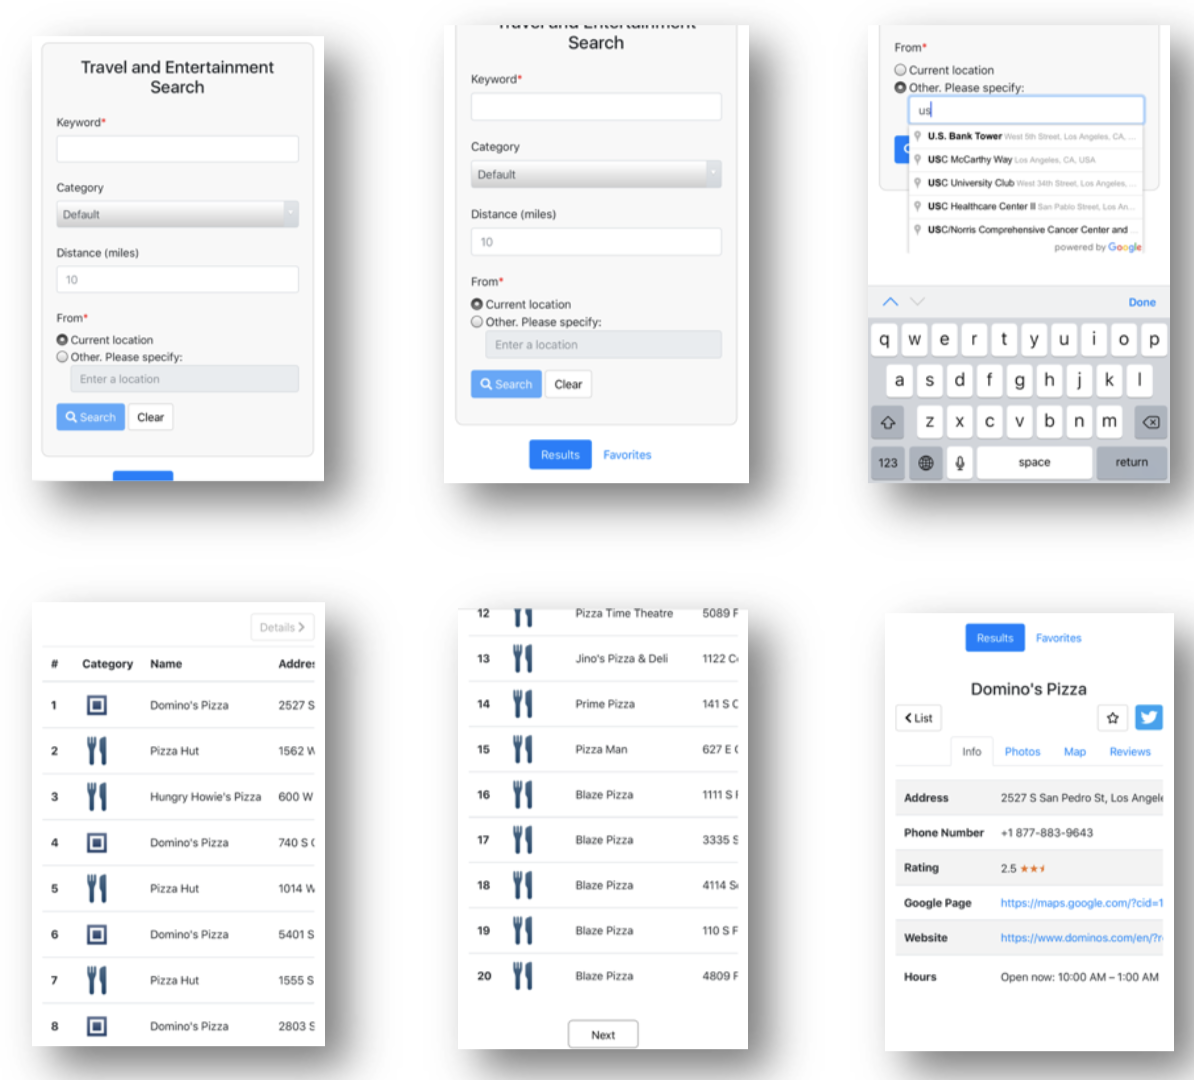 Travel and Entertainment
Search
Keyword*
Category
Default
Distance (miles)
10
From*
Current location
Other. Please specify:
Enter a location
Search Clear
Travel and Entertainment
Search
Keyword*
Category
Default
Distance (miles)
10
From*
Current location
Other. Please specify:
Enter a location
Search Clear
Results Favorites
From*
Current location
Other. Please specify:
us
U.S. Bank Tower West 5th Street, Los Angeles, CA, ...
USC McCarthy Way Los Angeles, CA, USA
USC University Club West 34th Street, Los Angeles, ...
USC Healthcare Center II San Pablo Street, Los An...
USC/Norris Comprehensive Cancer Center and ...
powered by Google
Done
q w e r t y u i o p
a s d f g h j k l
z x c v b n m
123 space return
Details
# Category Name Addres
1 Domino's Pizza 2527 S
2 Pizza Hut 1562 W
3 Hungry Howie's Pizza 600 W
4 Domino's Pizza 740 S
5 Pizza Hut 1014 W
6 Domino's Pizza 5401 S
7 Pizza Hut 1555 S
8 Domino's Pizza 2803 S
12 Pizza Time Theatre 5089
13 Jino's Pizza & Deli 1122
14 Prime Pizza 141 S
15 Pizza Man 627 E
16 Blaze Pizza 1111 S
17 Blaze Pizza 3335 S
18 Blaze Pizza 4114
19 Blaze Pizza 110 S
20 Blaze Pizza 4809
Next
Results Favorites
Domino's Pizza
List
Info Photos Map Reviews
Address 2527 S San Pedro St, Los Angele
Phone Number +1 877-883-9643
Rating 2.5
Google Page https://maps.google.com/?cid=1
Website https://www.dominos.com/en/?r
Hours Open now: 10:00 AM – 1:00 AM